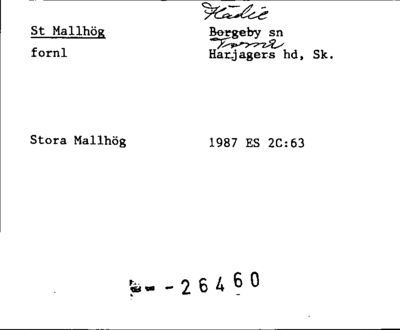 Flädie
St Mallhög Borgeby sn
Torna
fornl Harjagers hd, Sk.
Stora Mallhög 1987 ES 2C:63
-26460